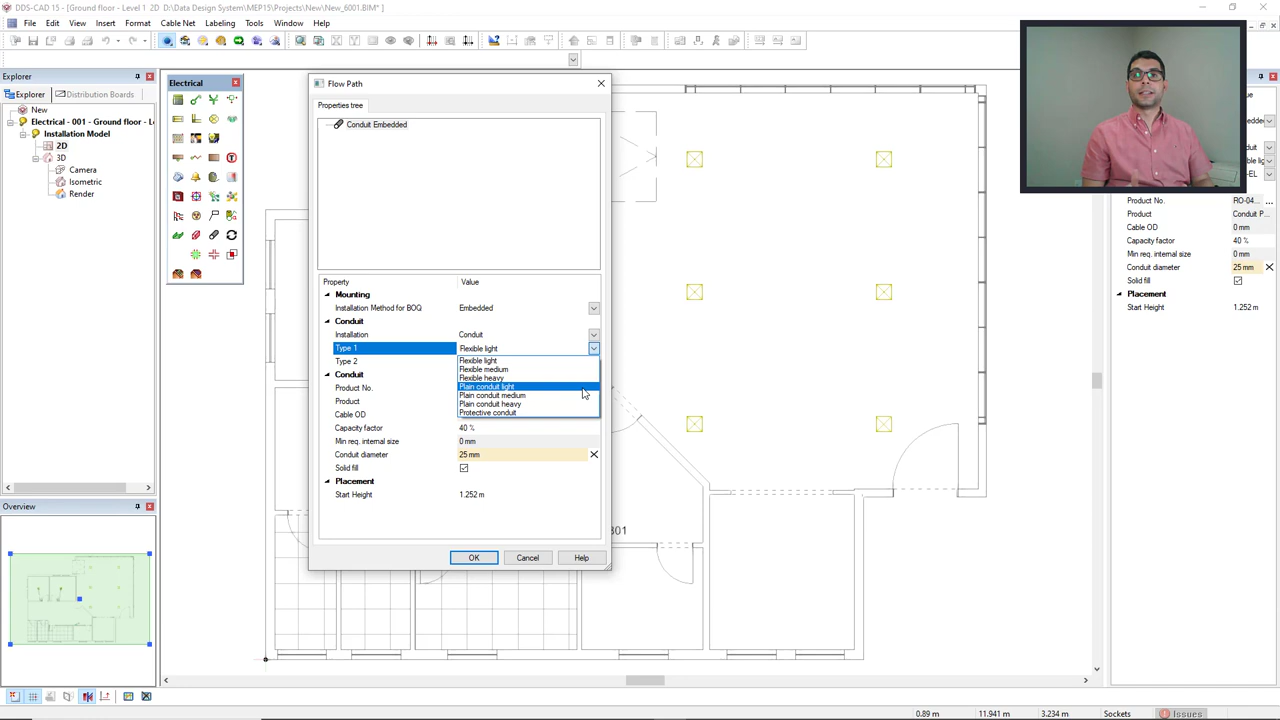 DDS-CAD 15 - [Ground floor - Level 1 2D D:\Data Design System\MEP15\Projects\New\New_6001.BIM*]
File Edit View Insert Format Cable Net Labeling Tools Window Help
Explorer
Explorer Distribution Boards
New
Electrical - 001 - Ground floor - L
Installation Model
2D
3D
Camera
Isometric
Render
Electrical
Flow Path
Properties tree
Conduit Embedded
Property Value
Mounting
Installation Method for BOQ Embedded
Conduit
Installation Conduit
Type 1 Flexible light
Type 2
Flexible light
Flexible medium
Flexible heavy
Plain conduit light
Plain conduit medium
Plain conduit heavy
Protective conduit
Conduit
Product No.
Product
Cable OD
Capacity factor 40 %
Min req. internal size 0 mm
Conduit diameter 25 mm
Solid fill
Placement
Start Height 1.252 m
OK Cancel Help
Product No. RO-04... ...
Product Conduit P...
Cable OD 0 mm
Capacity factor 40 %
Min req. internal size 0 mm
Conduit diameter 25 mm
Solid fill
Placement
Start Height 1.252 m
Overview
0.89 m 11.941 m 3.234 m Sockets Issues